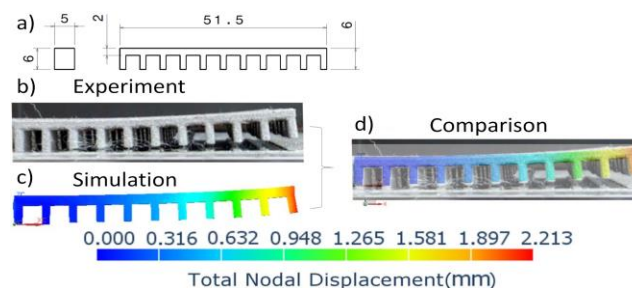 a) 5 2 51.5 6
6
b) Experiment
d) Comparison
c) Simulation
0.000 0.316 0.632 0.948 1.265 1.581 1.897 2.213
Total Nodal Displacement(mm)